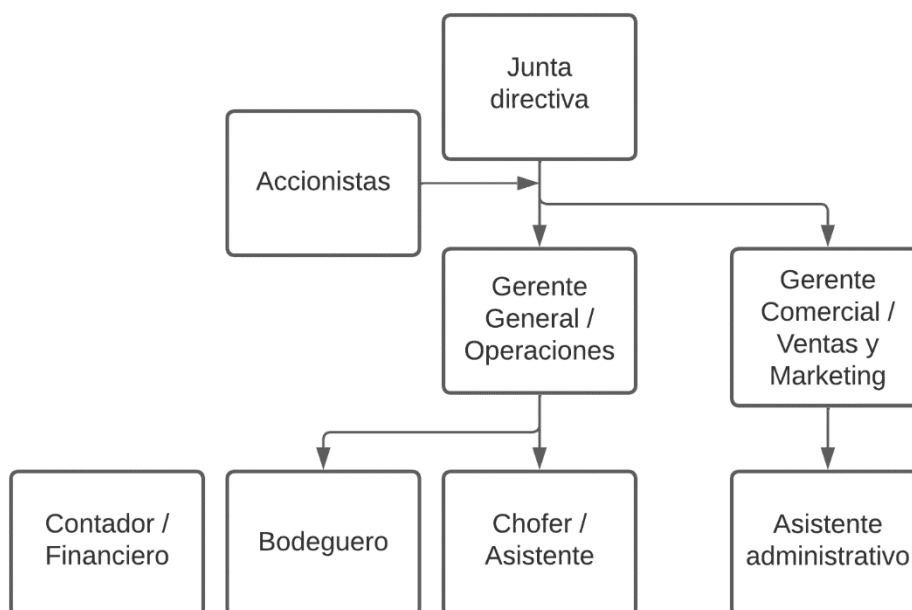 Junta
directiva
Accionistas
Gerente
General /
Operaciones
Gerente
Comercial /
Ventas y
Marketing
Contador /
Financiero
Bodeguero
Chofer /
Asistente
Asistente
administrativo